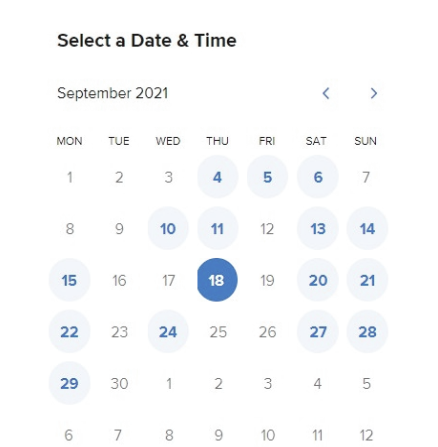 Select a Date & Time
September 2021
MON TUE WED THU FRI SAT SUN
1 2 3 4 5 6 7
8 9 10 11 12 13 14
15 16 17 18 19 20 21
22 23 24 25 26 27 28
29 30 1 2 3 4 5
6 7 8 9 10 11 12